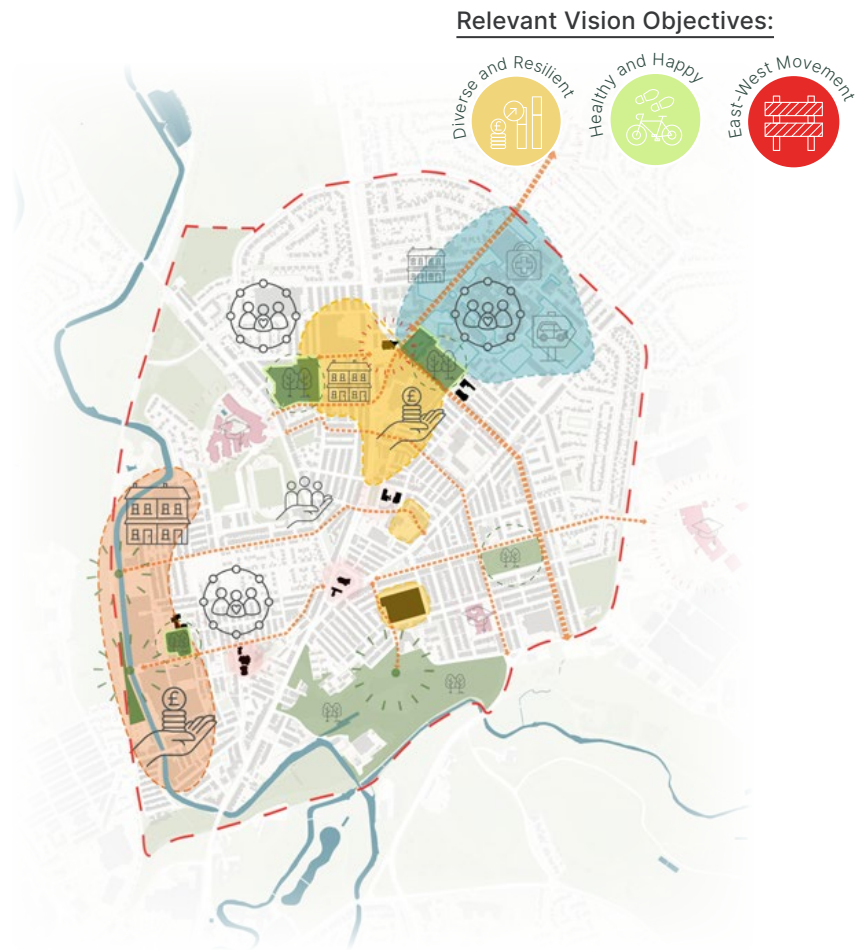 Relevant Vision Objectives:
Diverse and Resilient
Healthy and Happy
East-West Movement
£
£
£